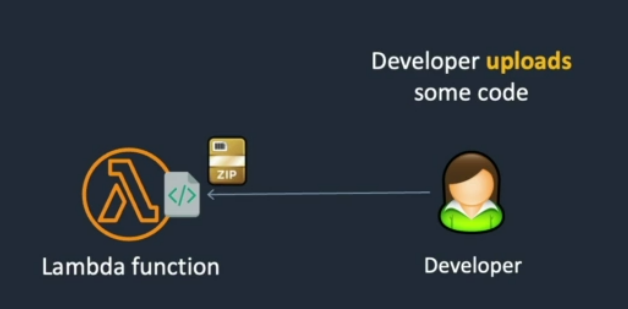 Developer uploads
some code
ZIP
</>
Lambda function
Developer